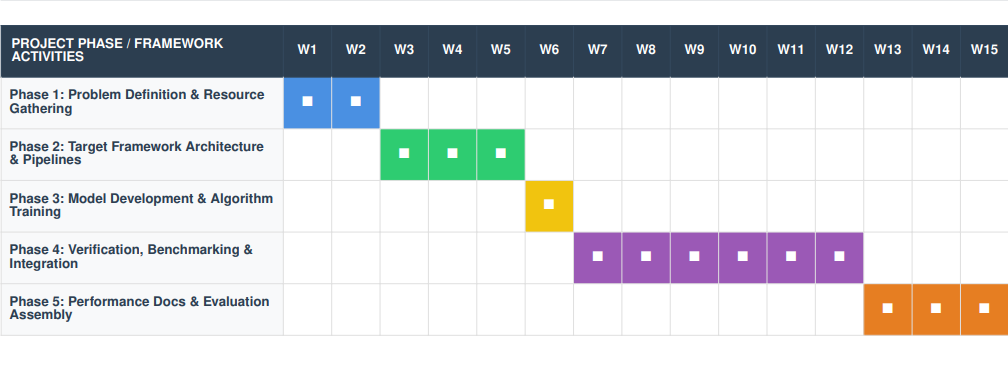 PROJECT PHASE / FRAMEWORK
ACTIVITIES
W1 W2 W3 W4 W5 W6 W7 W8 W9 W10 W11 W12 W13 W14 W15
Phase 1: Problem Definition & Resource
Gathering
Phase 2: Target Framework Architecture
& Pipelines
Phase 3: Model Development & Algorithm
Training
Phase 4: Verification, Benchmarking &
Integration
Phase 5: Performance Docs & Evaluation
Assembly